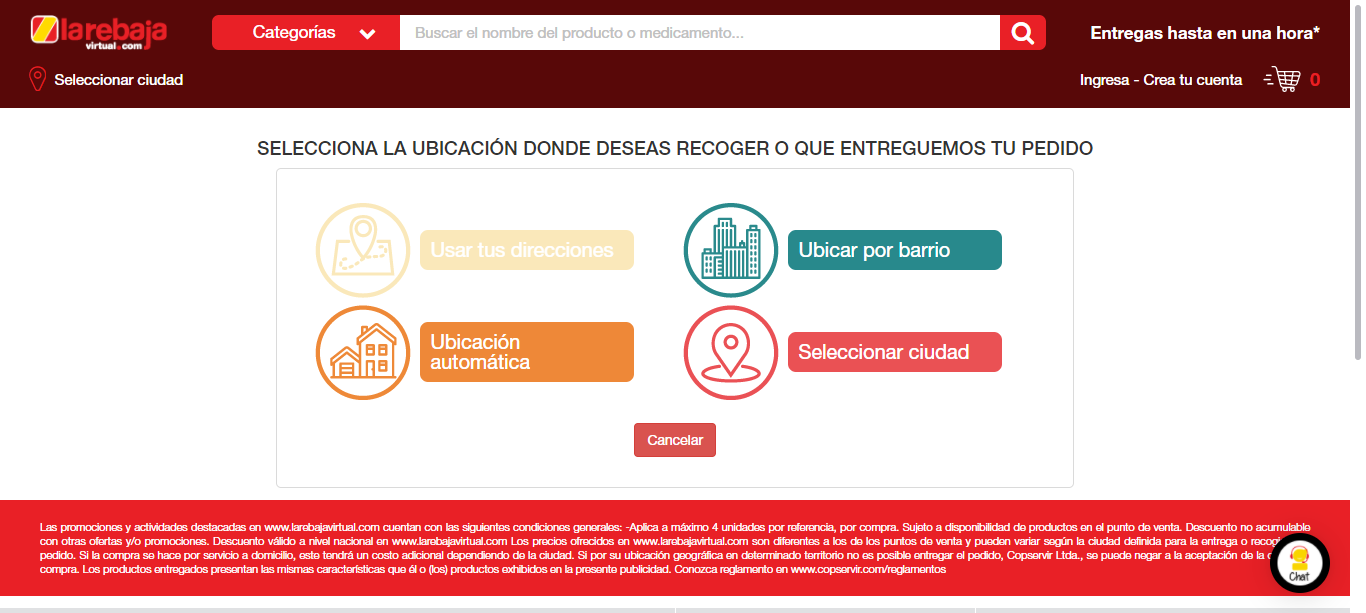 larebaja
virtual.com
Categorías
Buscar el nombre del producto o medicamento...
Entregas hasta en una hora*
Seleccionar ciudad
Ingresa - Crea tu cuenta
0
SELECCIONA LA UBICACIÓN DONDE DESEAS RECOGER O QUE ENTREGUEMOS TU PEDIDO
Usar tus direcciones
Ubicar por barrio
Ubicación
automática
Seleccionar ciudad
Cancelar
Las promociones y actividades destacadas en www.larebajavirtual.com cuentan con las siguientes condiciones generales: -Aplica a máximo 4 unidades por referencia, por compra. Sujeto a disponibilidad de productos en el punto de venta. Descuento no acumulable
con otras ofertas y/o promociones. Descuento válido a nivel nacional en www.larebajavirtual.com Los precios ofrecidos en www.larebajavirtual.com son diferentes a los de los puntos de venta y pueden variar según la ciudad definida para la entrega o
pedido. Si la compra se hace por servicio a domicilio, este tendrá un costo adicional dependiendo de la ciudad. Si por su ubicación geográfica en determinado territorio no es posible entregar el pedido, Copservir Ltda., se puede negar a la aceptación de la
compra. Los productos entregados presentan las mismas características que él o (los) productos exhibidos en la presente publicidad. Conozca reglamento en www.copservir.com/reglamentos
Chat